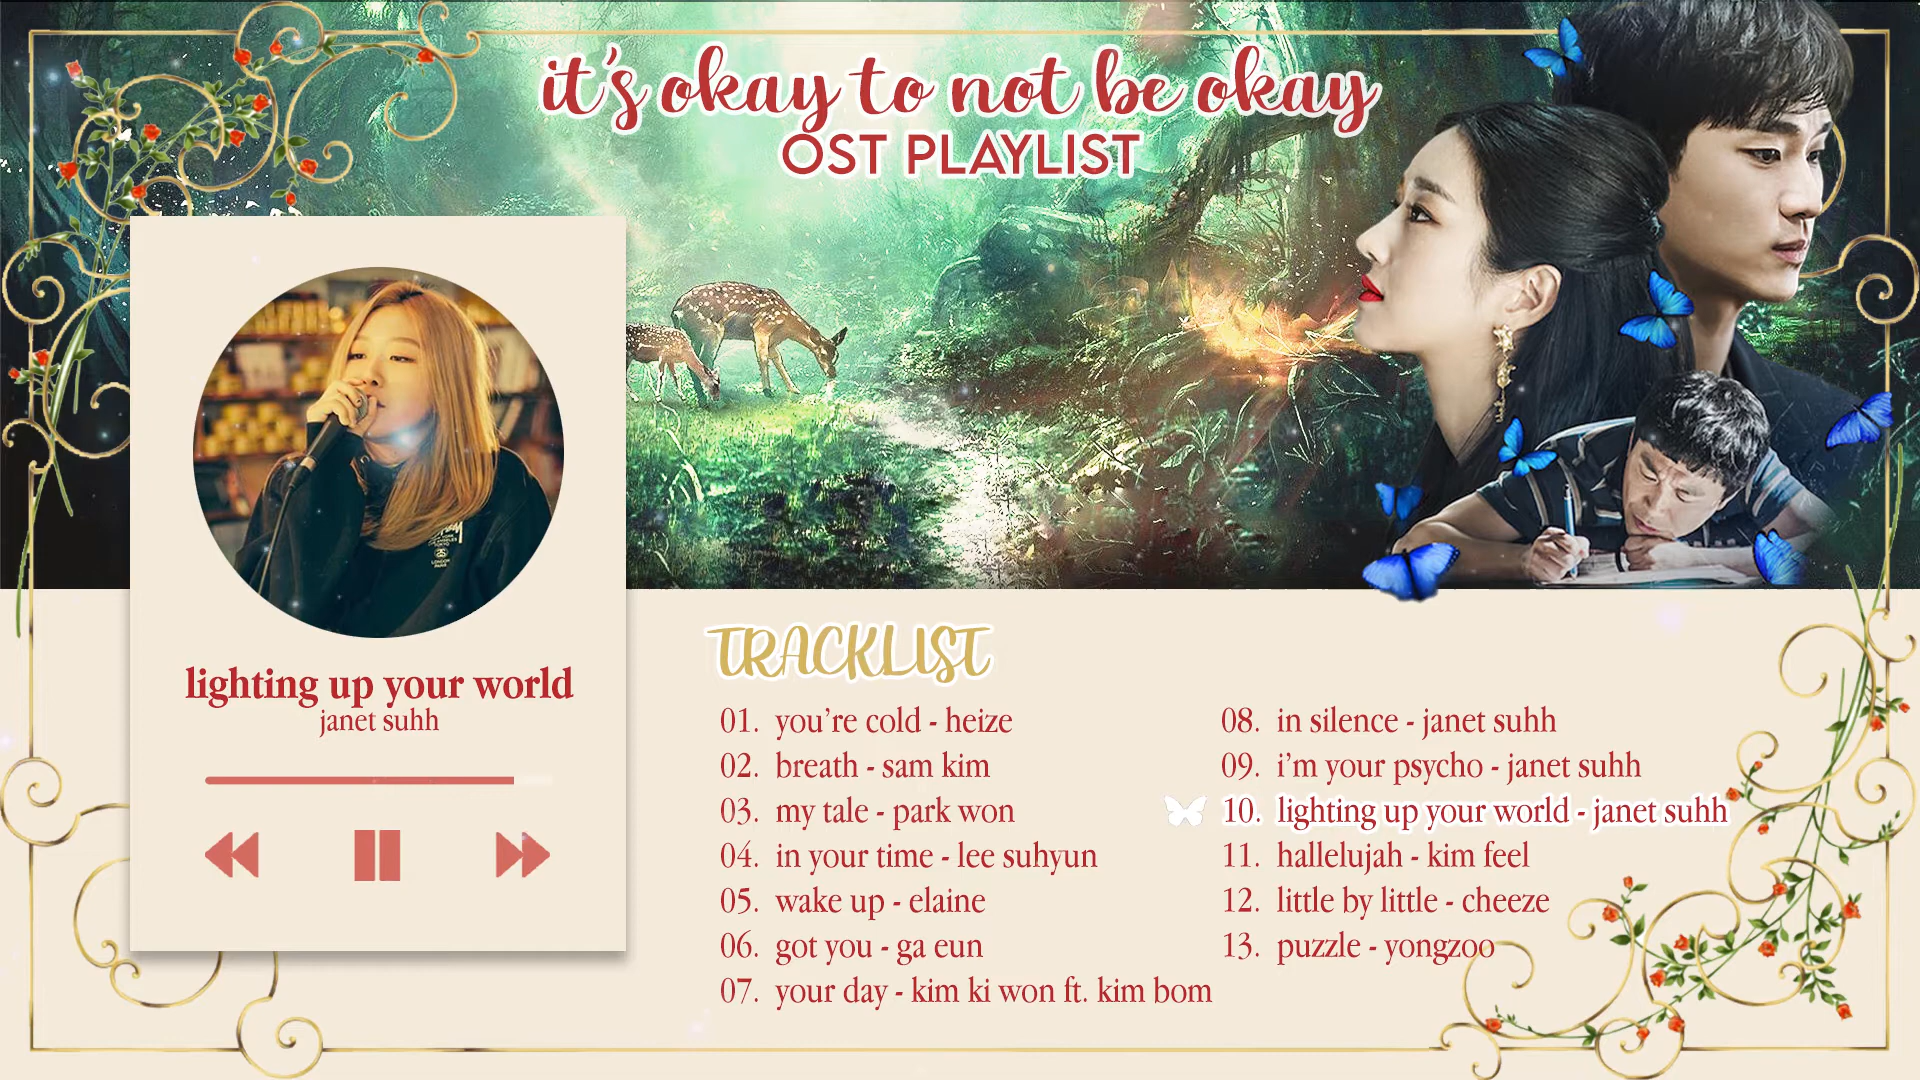 it's okay to not be okay
OST PLAYLIST
lighting up your world
janet suhh
TRACKLIST
01. you're cold - heize
02. breath - sam kim
03. my tale - park won
04. in your time - lee suhyun
05. wake up - elaine
06. got you - ga eun
07. your day - kim ki won ft. kim bom
08. in silence - janet suhh
09. i'm your psycho - janet suhh
10. lighting up your world - janet suhh
11. hallelujah - kim feel
12. little by little - cheeze
13. puzzle - yongzoo